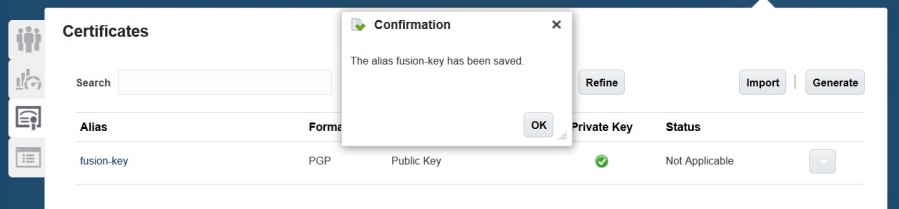 Confirmation
Certificates
The alias fusion-key has been saved.
Search
Refine
Import
Generate
OK
Alias
Private Key
Status
fusion-key
PGP
Public Key
Not Applicable